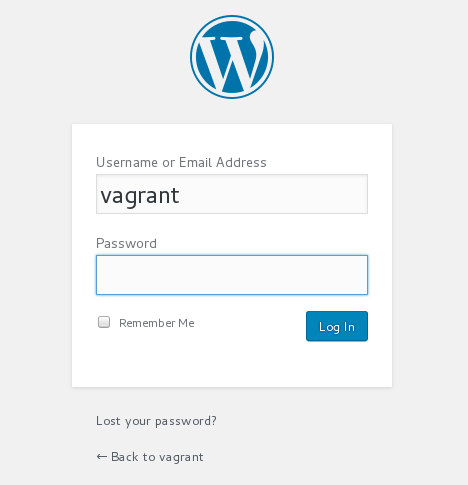 Username or Email Address
vagrant
Password
Remember Me
Log In
Lost your password?
← Back to vagrant